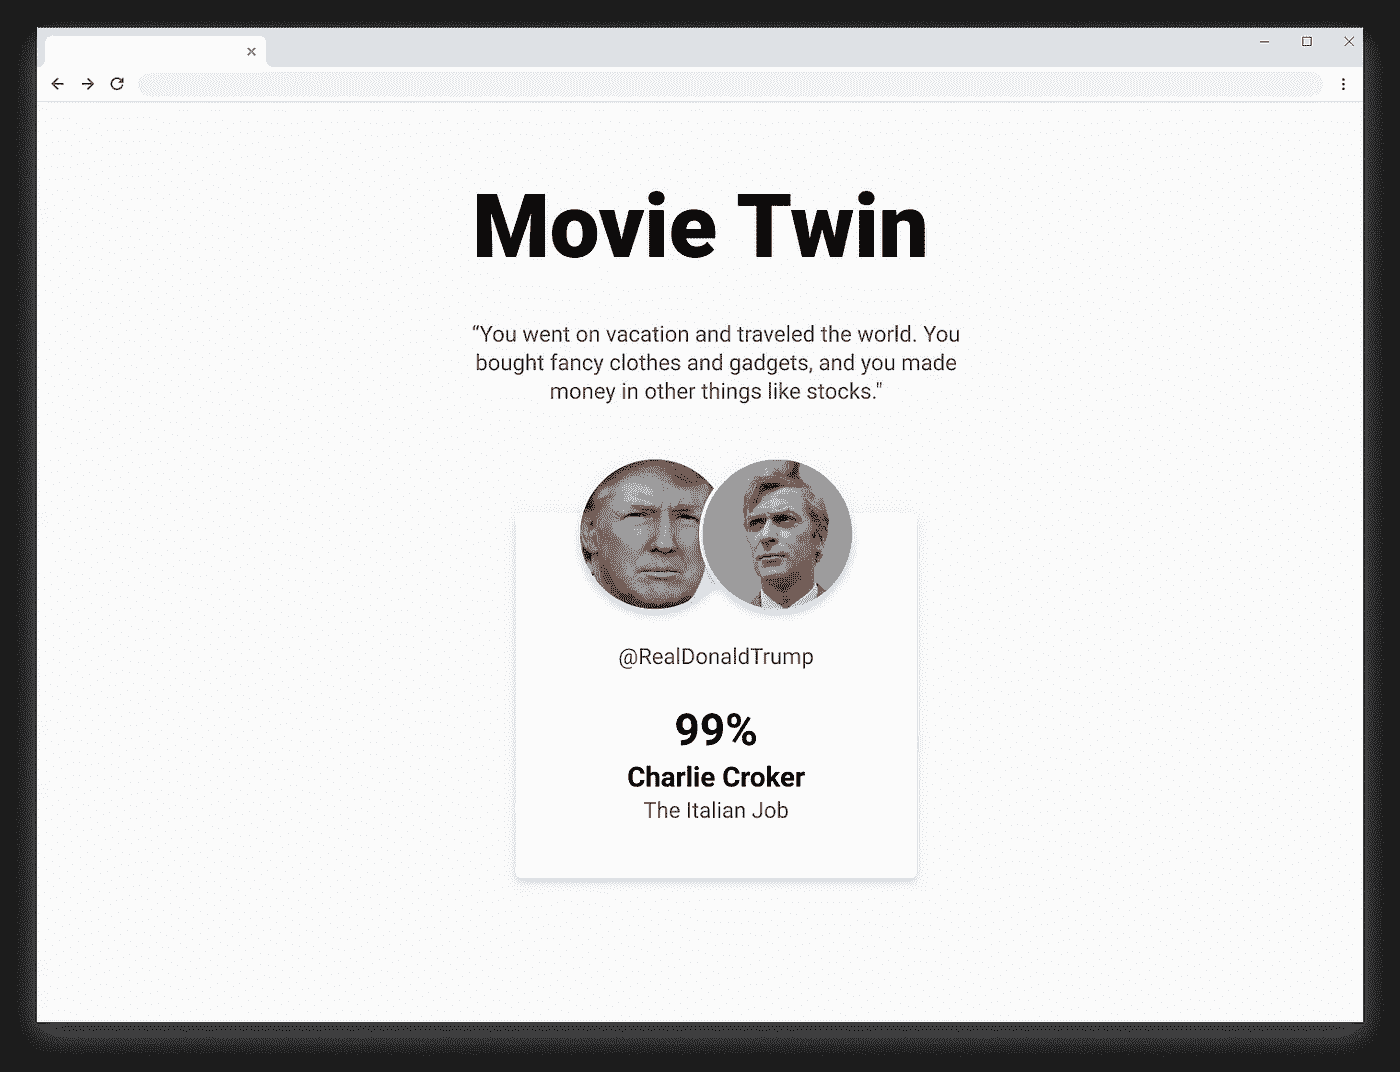 Movie Twin
“You went on vacation and traveled the world. You
bought fancy clothes and gadgets, and you made
money in other things like stocks."
@RealDonaldTrump
99%
Charlie Croker
The Italian Job